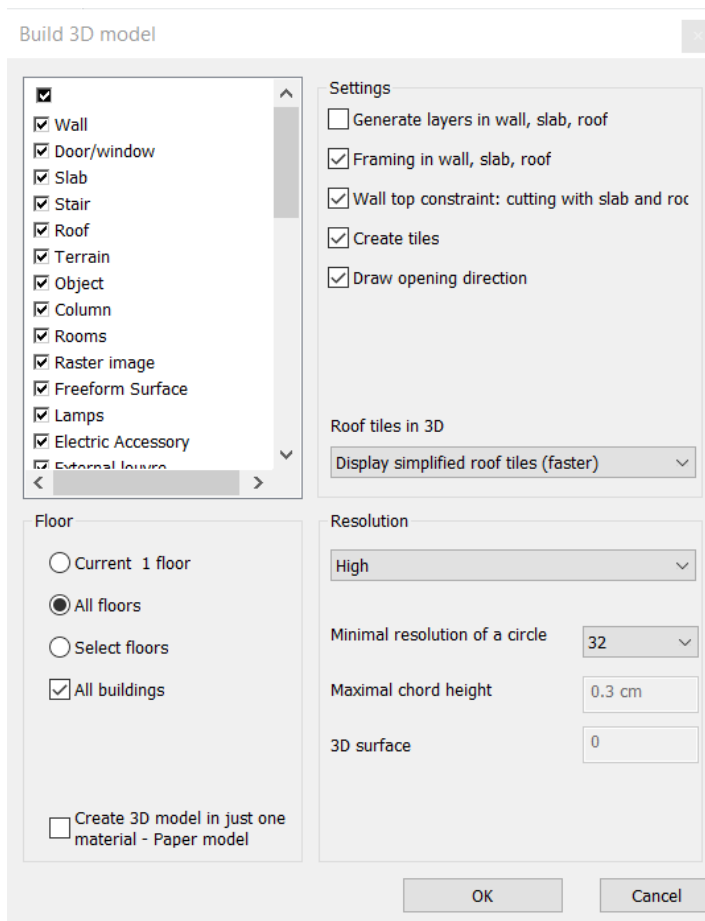 Build 3D model
Wall
Door/window
Slab
Stair
Roof
Terrain
Object
Column
Rooms
Raster image
Freeform Surface
Lamps
Electric Accessory
External louvre
Settings
Generate layers in wall, slab, roof
Framing in wall, slab, roof
Wall top constraint: cutting with slab and roo
Create tiles
Draw opening direction
Roof tiles in 3D
Display simplified roof tiles (faster)
Floor
Current 1 floor
All floors
Select floors
All buildings
Create 3D model in just one
material - Paper model
Resolution
High
Minimal resolution of a circle
32
Maximal chord height
0.3 cm
3D surface
0
OK
Cancel